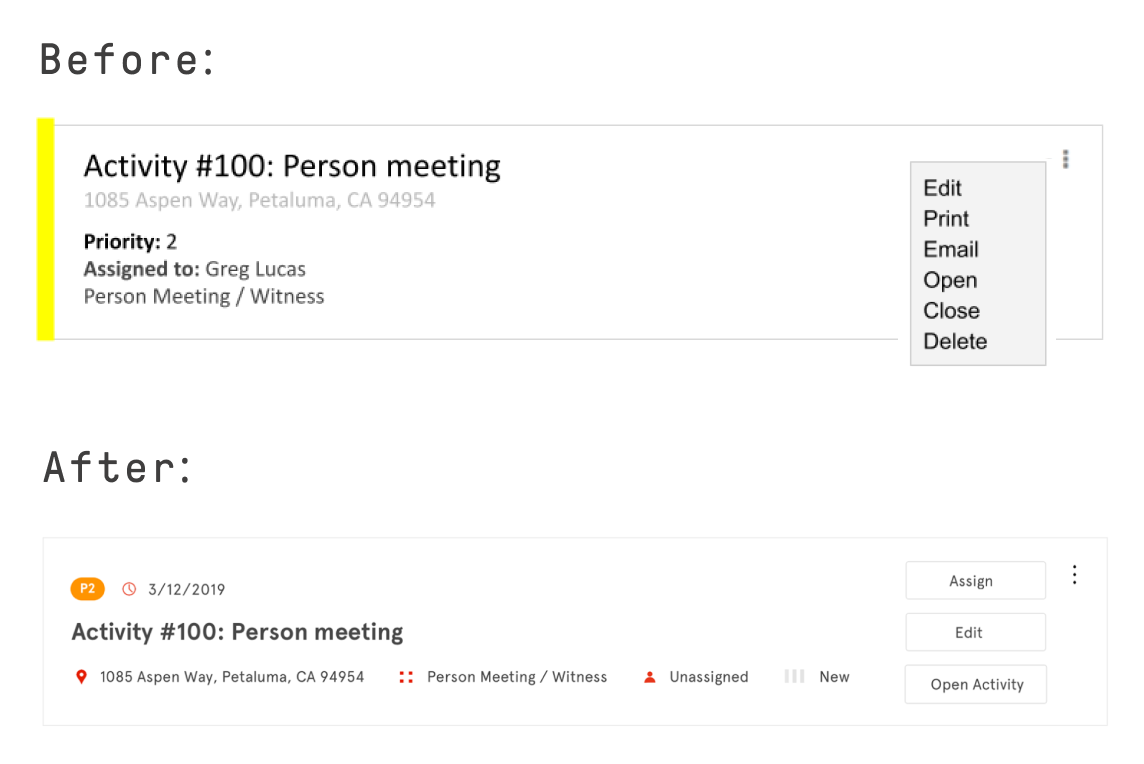 Before:
Activity #100: Person meeting
1085 Aspen Way, Petaluma, CA 94954
Priority: 2
Assigned to: Greg Lucas
Person Meeting / Witness
Edit
Print
Email
Open
Close
Delete
After:
P2 3/12/2019
Activity #100: Person meeting
1085 Aspen Way, Petaluma, CA 94954 Person Meeting / Witness Unassigned New
Assign
Edit
Open Activity